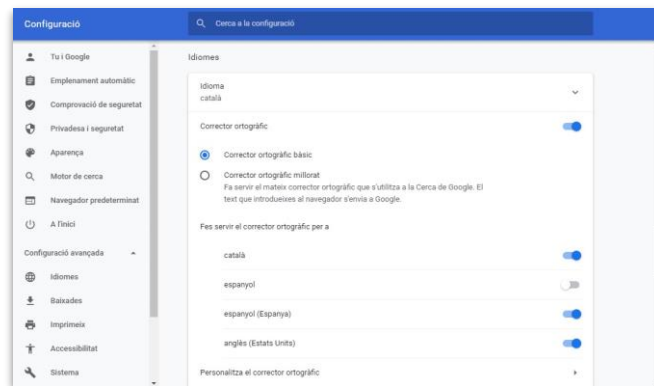 Configuració
Cerca a la configuració
Tu i Google
Emplenament automàtic
Comprovació de seguretat
Privadesa i seguretat
Aparença
Motor de cerca
Navegador predeterminat
A l'inici
Configuració avançada
Idiomes
Baixades
Imprimeix
Accessibilitat
Sistema
Idiomes
Idioma
català
Corrector ortogràfic
Corrector ortogràfic bàsic
Corrector ortogràfic millorat
Fa servir el mateix corrector ortogràfic que s'utilitza a la Cerca de Google. El
text que introdueixes al navegador s'envia a Google.
Fes servir el corrector ortogràfic per a
català
espanyol
espanyol (Espanya)
anglès (Estats Units)
Personalitza el corrector ortogràfic